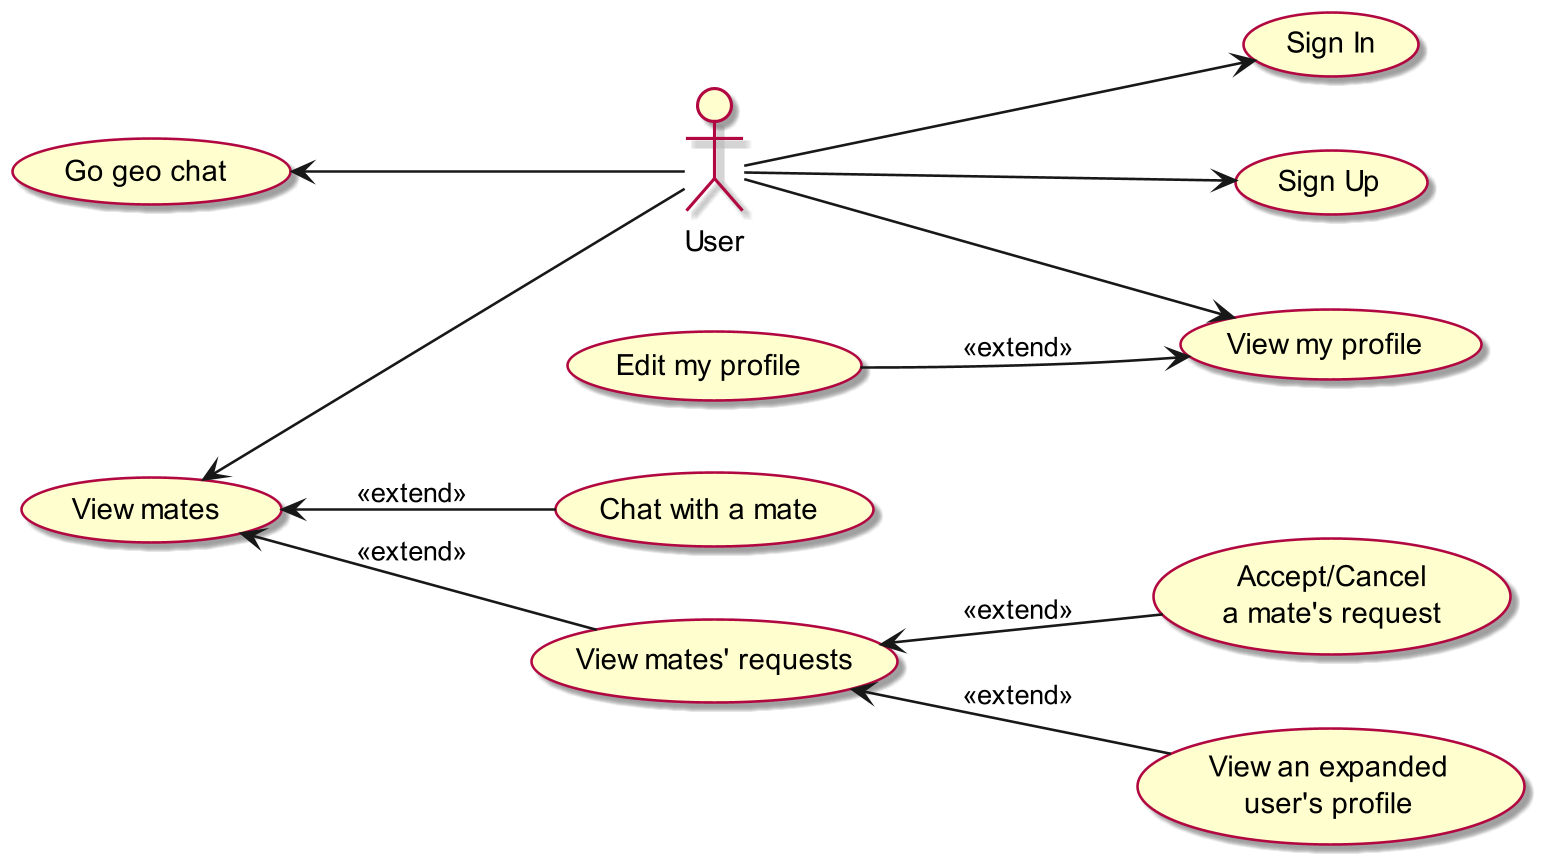 Sign In
Go geo chat
Sign Up
User
View my profile
Edit my profile
«extend»
View mates
«extend»
Chat with a mate
«extend»
Accept/Cancel
a mate's request
«extend»
View mates' requests
«extend»
View an expanded
user's profile